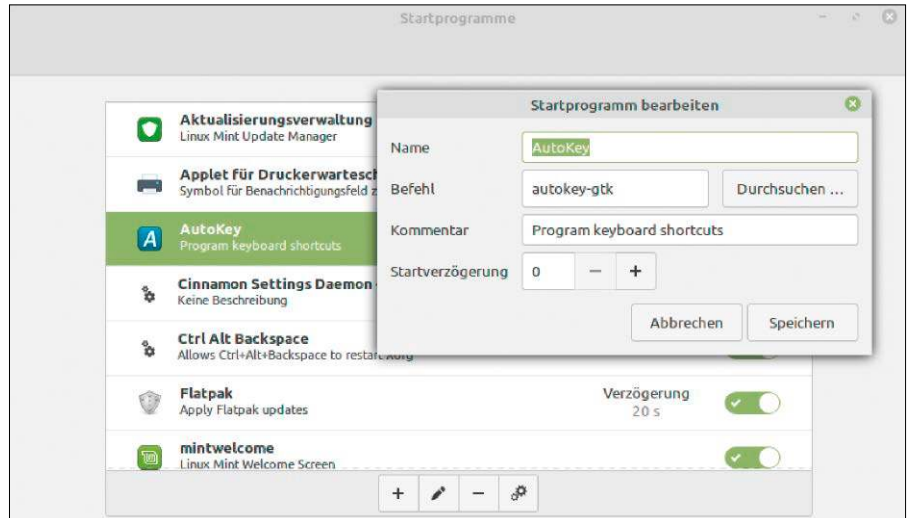 Startprogramme
Aktualisierungsverwaltung
Linux Mint Update Manager
Applet für Druckerwartesch
Symbol für Benachrichtigungsfeld z
AutoKey
Program keyboard shortcuts
Cinnamon Settings Daemon
Keine Beschreibung
Ctrl Alt Backspace
Allows Ctrl+Alt+Backspace to restart Xorg
Flatpak
Apply Flatpak updates
Verzögerung
20 s
mintwelcome
Linux Mint Welcome Screen
Startprogramm bearbeiten
Name
AutoKey
Befehl
autokey-gtk
Durchsuchen ...
Kommentar
Program keyboard shortcuts
Startverzögerung
0
Abbrechen
Speichern